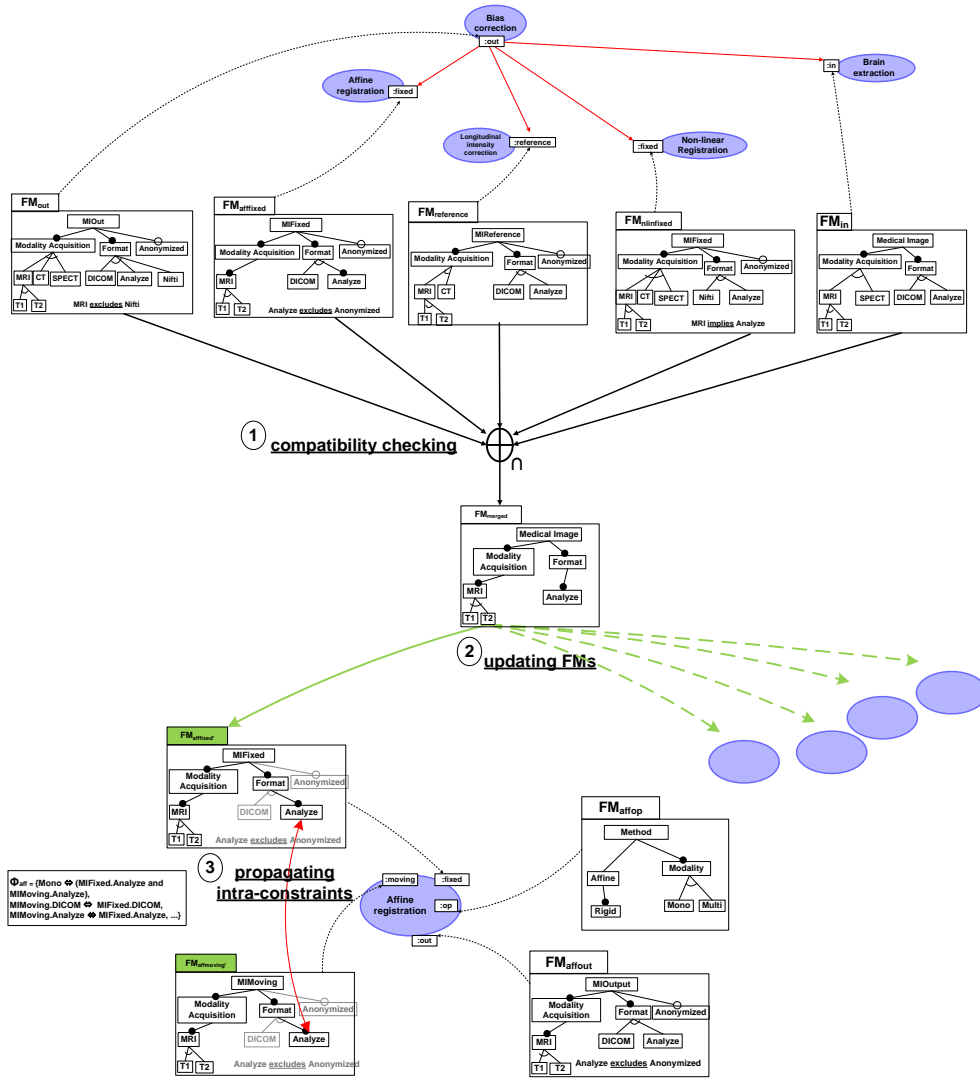 Bias
correction
:out
:in
Brain
extraction
Affine
registration
:fixed
Longitudinal
intensity
correction
:reference
:fixed
Non-linear
Registration
FMout
MIOut
Modality Acquisition
Format
Anonymized
MRI
CT
SPECT
DICOM
Analyze
Nifti
T1
T2
MRI excludes Nifti
FMafffixed
MIFixed
Modality Acquisition
Format
Anonymized
MRI
DICOM
Analyze
T1
T2
Analyze excludes Anonymized
FMreference
MIReference
Modality Acquisition
Format
Anonymized
MRI
CT
DICOM
Analyze
T1
T2
FMnlinfixed
MIFixed
Modality Acquisition
Format
Anonymized
MRI
CT
SPECT
Nifti
Analyze
T1
T2
MRI implies Analyze
FMin
Medical Image
Modality Acquisition
Format
MRI
SPECT
DICOM
Analyze
T1
T2
1
compatibility checking
∩
FMmerged
Medical Image
Modality
Acquisition
Format
MRI
Analyze
T1
T2
2
updating FMs
FMafffixed'
MIFixed
Modality
Acquisition
Format
Anonymized
MRI
DICOM
Analyze
T1
T2
Analyze excludes Anonymized
3
propagating
intra-constraints
Φaff = {Mono ⇔ (MIFixed.Analyze and
MIMoving.Analyze),
MIMoving.DICOM ⇔ MIFixed.DICOM,
MIMoving.Analyze ⇔ MIFixed.Analyze, ...}
:moving
:fixed
Affine
registration
:op
:out
FMaffop
Method
Affine
Modality
Rigid
Mono
Multi
FMaffmoving'
MIMoving
Modality
Acquisition
Format
Anonymized
MRI
DICOM
Analyze
T1
T2
Analyze excludes Anonymized
FMaffout
MIOutput
Modality
Acquisition
Format
Anonymized
MRI
DICOM
Analyze
T1
T2
Analyze excludes Anonymized